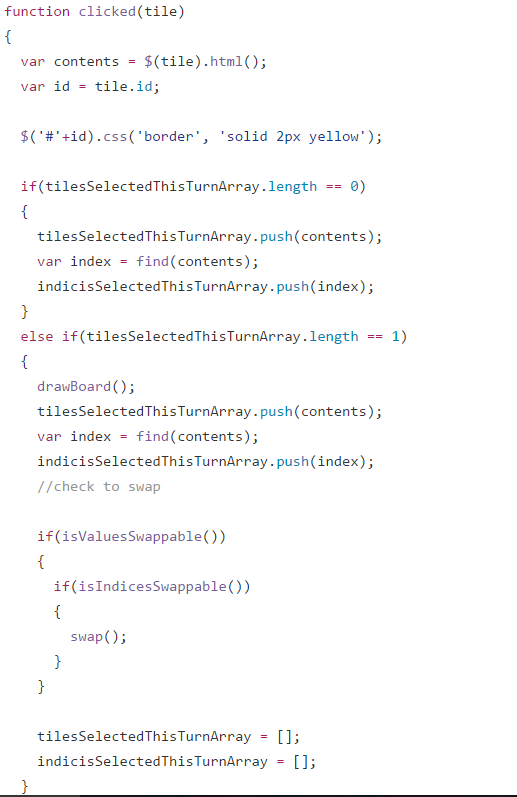 function clicked(tile)
{
  var contents = $(tile).html();
  var id = tile.id;

  $('#'+id).css('border', 'solid 2px yellow');

  if(tilesSelectedThisTurnArray.length == 0)
  {
    tilesSelectedThisTurnArray.push(contents);
    var index = find(contents);
    indicisSelectedThisTurnArray.push(index);
  }
  else if(tilesSelectedThisTurnArray.length == 1)
  {
    drawBoard();
    tilesSelectedThisTurnArray.push(contents);
    var index = find(contents);
    indicisSelectedThisTurnArray.push(index);
    //check to swap

    if(isValuesSwappable())
    {
      if(isIndicesSwappable())
      {
        swap();
      }
    }

    tilesSelectedThisTurnArray = [];
    indicisSelectedThisTurnArray = [];
  }